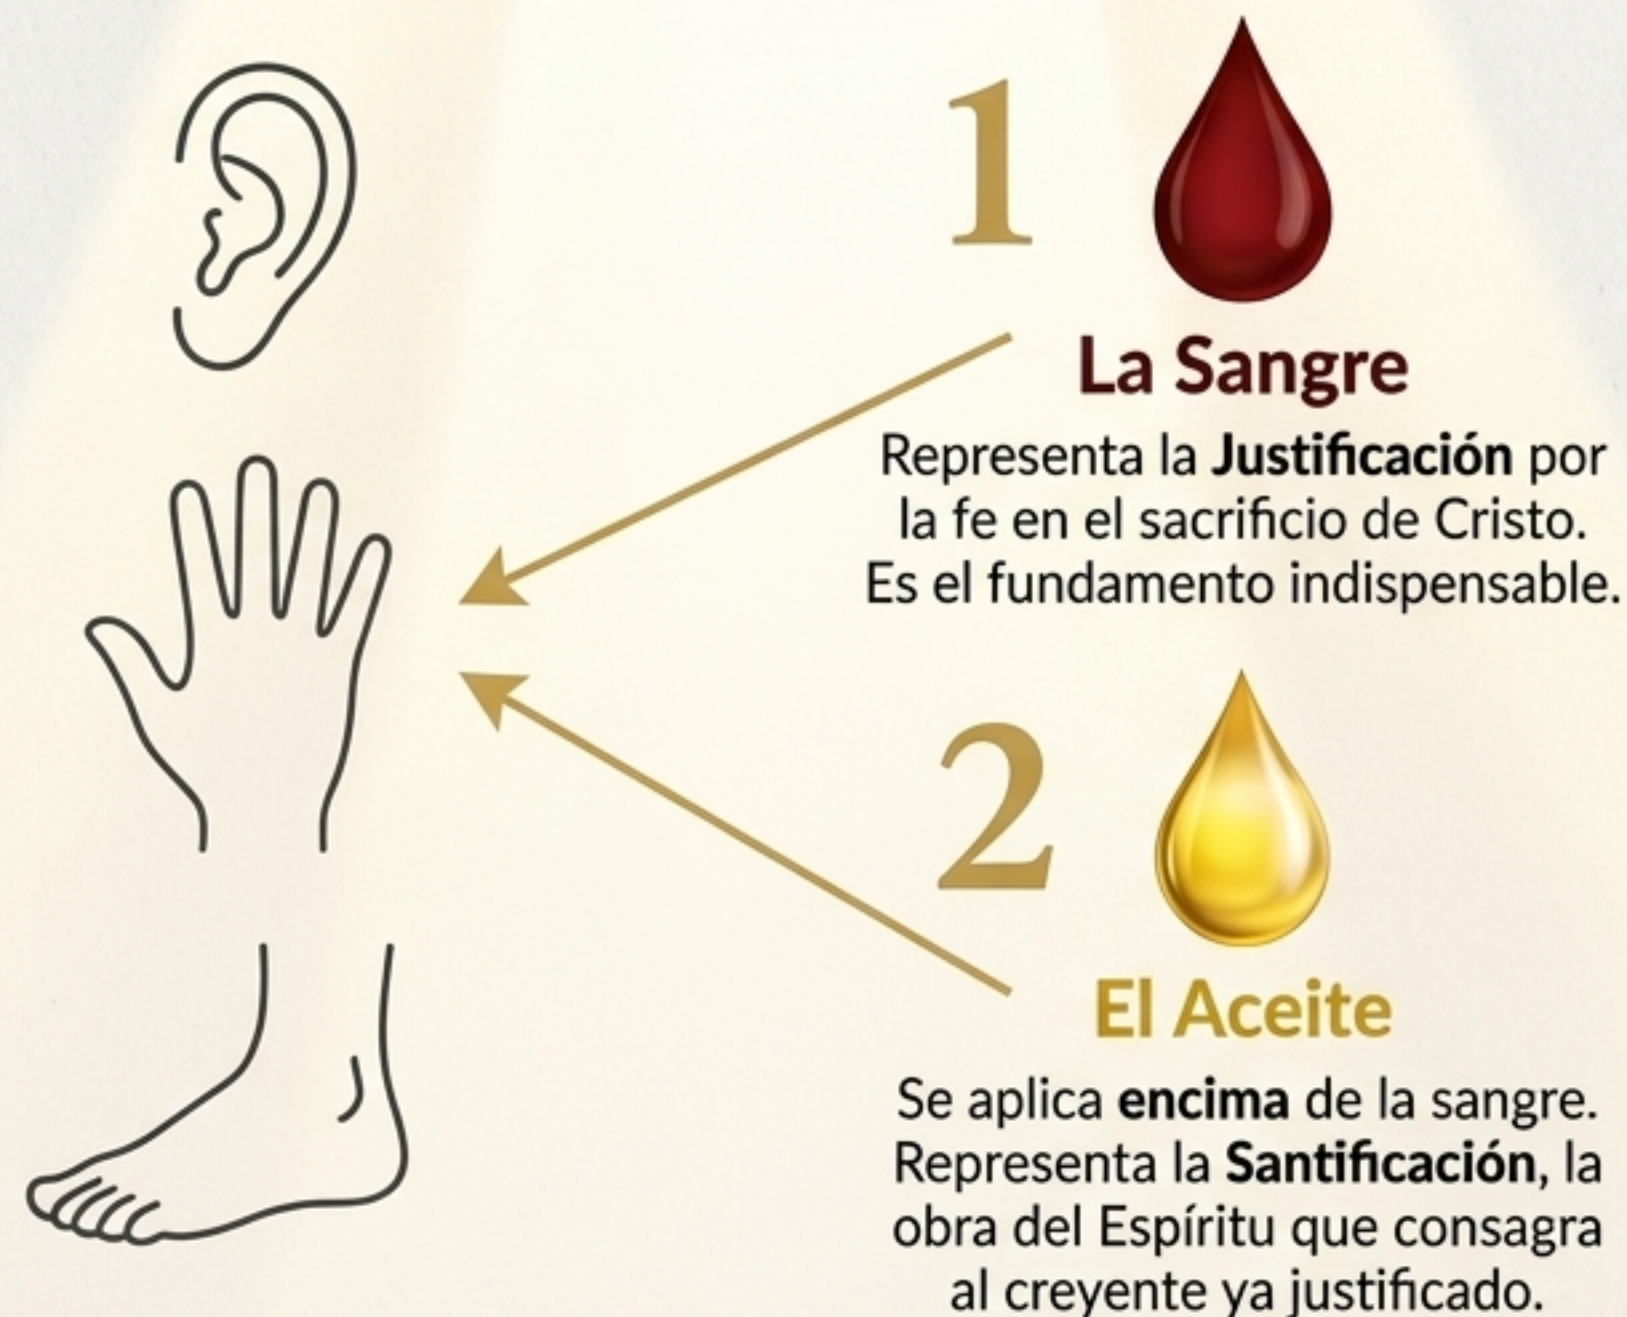 1
La Sangre
Representa la Justificación por
la fe en el sacrificio de Cristo.
Es el fundamento indispensable.
2
El Aceite
Se aplica encima de la sangre.
Representa la Santificación, la
obra del Espíritu que consagra
al creyente ya justificado.